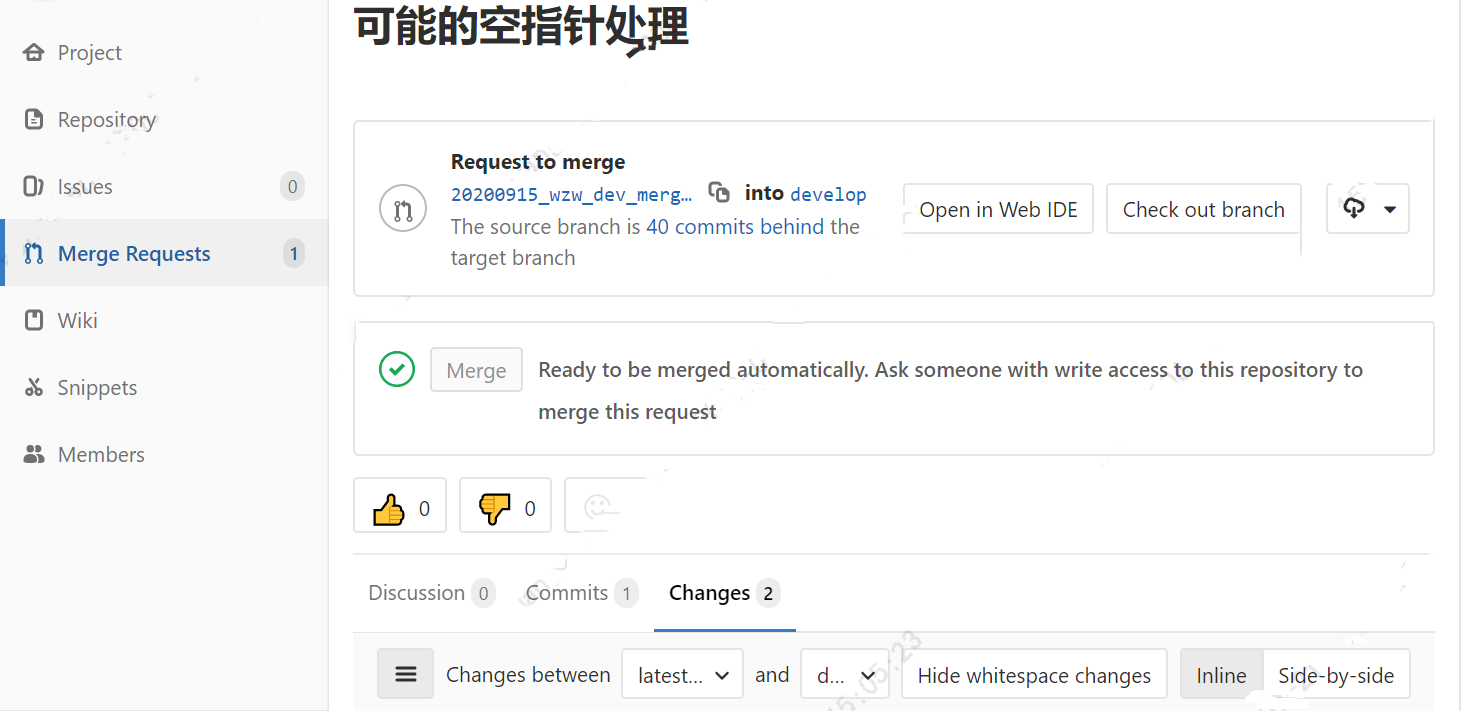 可能的空指针处理
Project
Repository
Issues 0
Merge Requests 1
Wiki
Snippets
Members
Request to merge
20200915_wzw_dev_merg… into develop
The source branch is 40 commits behind the
target branch
Open in Web IDE
Check out branch
Merge
Ready to be merged automatically. Ask someone with write access to this repository to
merge this request
0
0
Discussion 0 Commits 1 Changes 2
Changes between latest... and d... Hide whitespace changes Inline Side-by-side
15:05:23